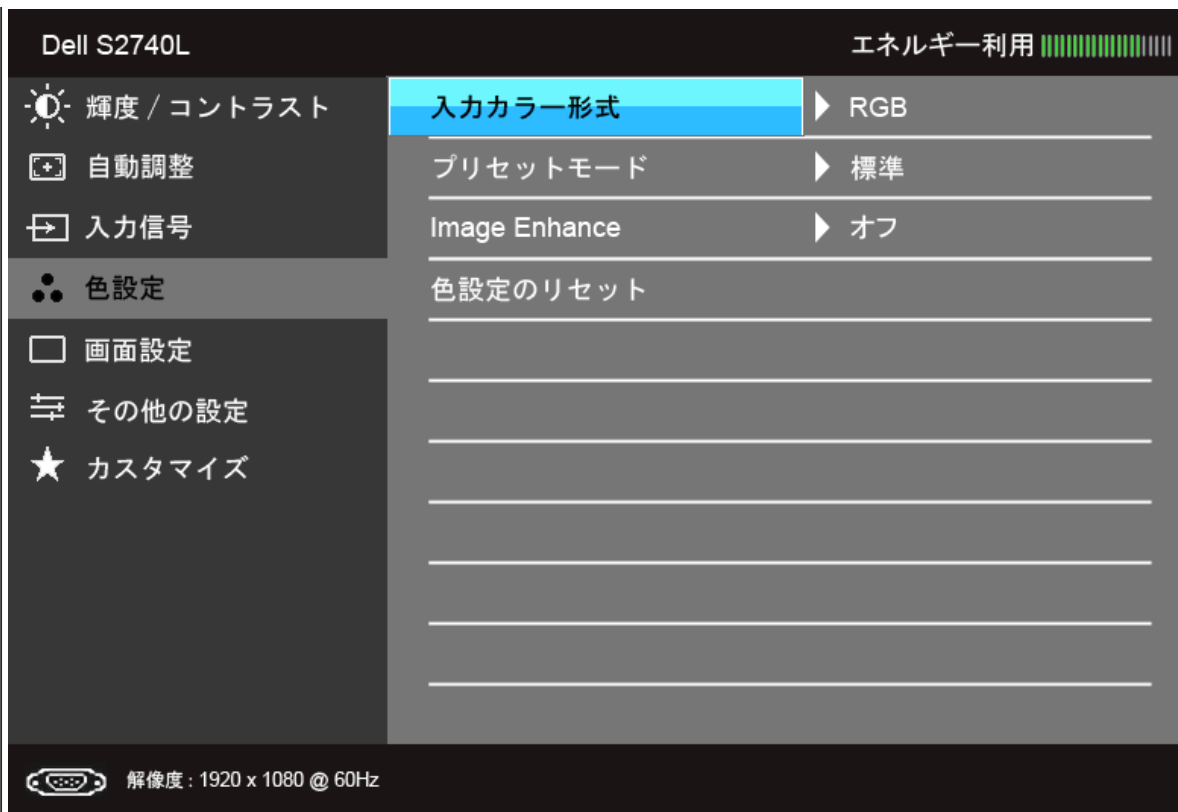 Dell S2740L エネルギー利用
輝度 / コントラスト 入力カラー形式 RGB
自動調整 プリセットモード 標準
入力信号 Image Enhance オフ
色設定 色設定のリセット
画面設定
その他の設定
カスタマイズ
解像度 : 1920 x 1080 @ 60Hz